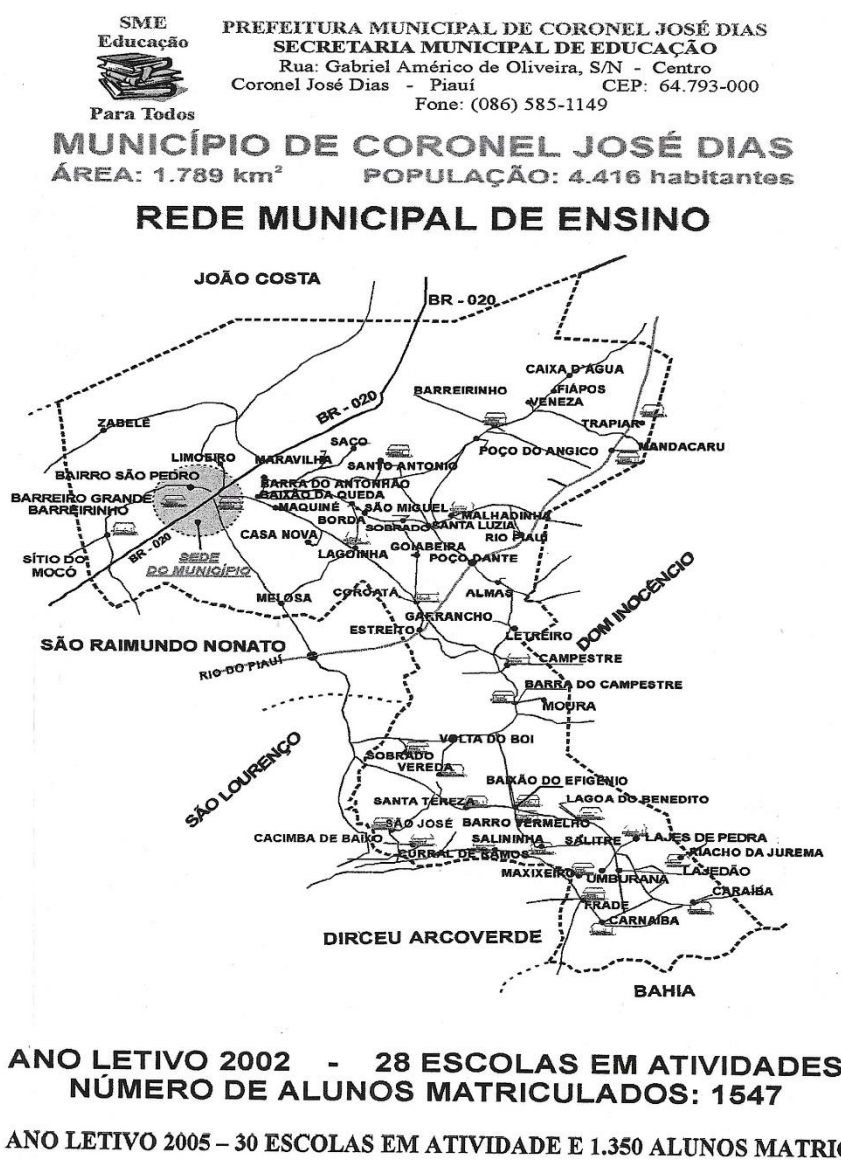 SME
Educação
Para Todos
PREFEITURA MUNICIPAL DE CORONEL JOSÉ DIAS
SECRETARIA MUNICIPAL DE EDUCAÇÃO
Rua: Gabriel Américo de Oliveira, S/N - Centro
Coronel José Dias - Piauí CEP: 64.793-000
Fone: (086) 585-1149
MUNICÍPIO DE CORONEL JOSÉ DIAS
ÁREA: 1.789 km² POPULAÇÃO: 4.416 habitantes
REDE MUNICIPAL DE ENSINO
JOÃO COSTA
BR - 020
CAIXA D'AGUA
BARREIRINHO
FIÁPOS
VENEZA
BR - 020
ZABELÊ
TRAPIAR
SACO
MANDACARU
LIMOEIRO
MARAVILHA
POÇO DO ANGICO
SANTO ANTONIO
BAIRRO SÃO PEDRO
BARRA DO ANTONHÃO
BARREIRO GRANDE
BAIXÃO DA QUEDA
BARREIRINHO
MAQUINÉ
SÃO MIGUEL
MALHADINHA
BORDA
SOBRADO
SANTA LUZIA
CASA NOVA
RIO PIAUÍ
BR - 020
LAGOINHA
GOIABEIRA
SÍTIO DO
MOCÓ
SEDE
DO MUNICÍPIO
POÇO DANTE
MELOSA
COROATÁ
ALMAS
GAFRANCHO
DOM INOCÊNCIO
ESTREITO
LETREIRO
SÃO RAIMUNDO NONATO
RIO DO PIAUÍ
CAMPESTRE
BARRA DO CAMPESTRE
MOURA
SÃO LOURENÇO
VOLTA DO BOI
SOBRADO
VEREDA
BAIXÃO DO EFIGENIO
SANTA TEREZA
LAGOA DO BENEDITO
SÃO JOSÉ
BARRO VERMELHO
CACIMBA DE BAIXO
SALININHA
SALITRE
LAJES DE PEDRA
CURRAL DE RAMOS
RIACHO DA JUREMA
MAXIXEIRO
UMBURANA
LAJEDÃO
CARAÍBA
FRADE
CARNAIBA
DIRCEU ARCOVERDE
BAHIA
ANO LETIVO 2002 - 28 ESCOLAS EM ATIVIDADES
NÚMERO DE ALUNOS MATRICULADOS: 1547
ANO LETIVO 2005 – 30 ESCOLAS EM ATIVIDADE E 1.350 ALUNOS MATRI